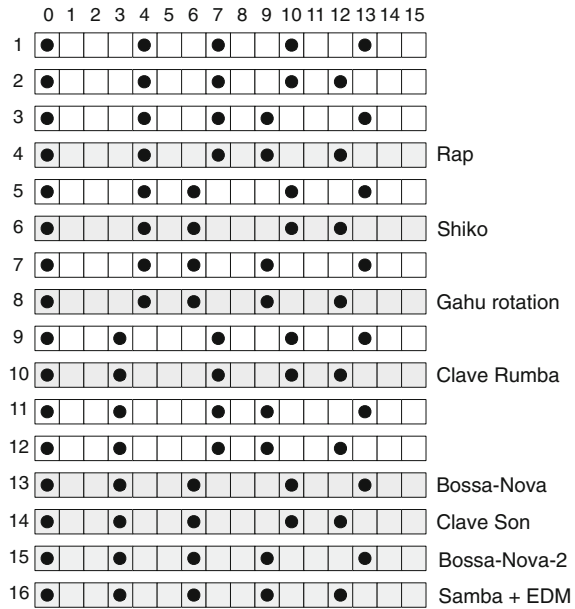 0 1 2 3 4 5 6 7 8 9 10 11 12 13 14 15
1
2
3
4 Rap
5
6 Shiko
7
8 Gahu rotation
9
10 Clave Rumba
11
12
13 Bossa-Nova
14 Clave Son
15 Bossa-Nova-2
16 Samba + EDM